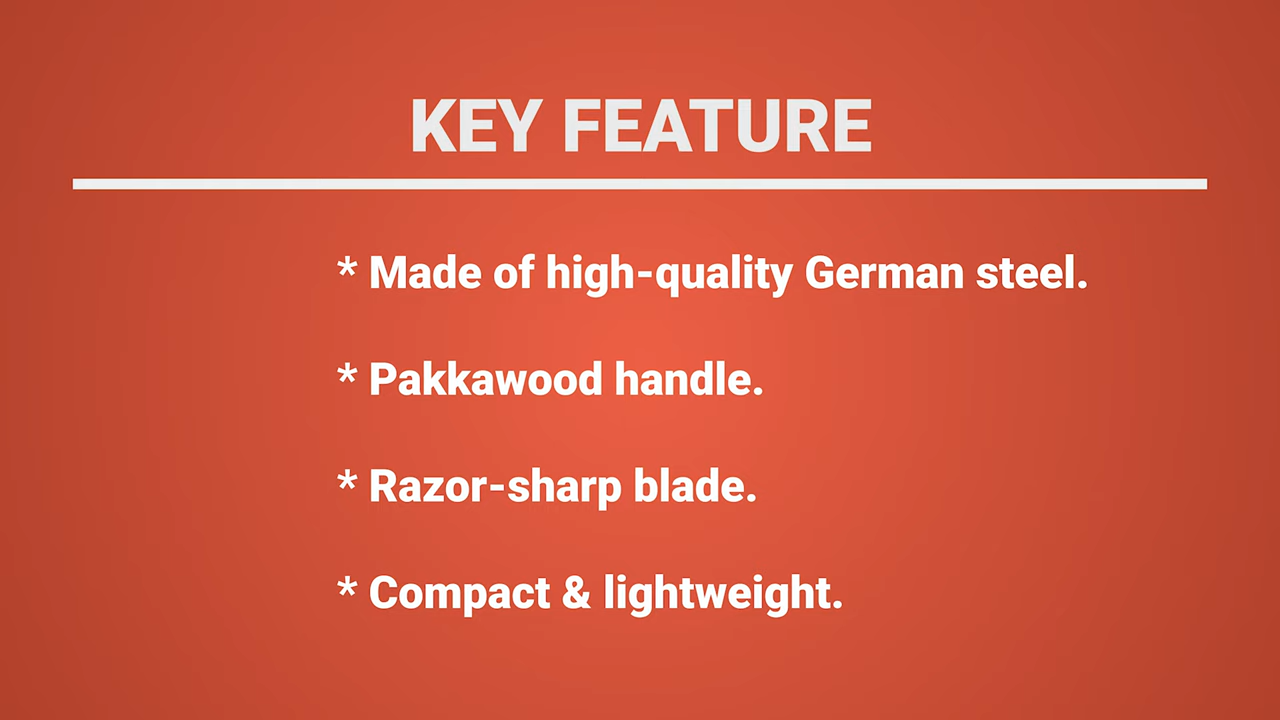 KEY FEATURE
* Made of high-quality German steel.
* Pakkawood handle.
* Razor-sharp blade.
* Compact & lightweight.